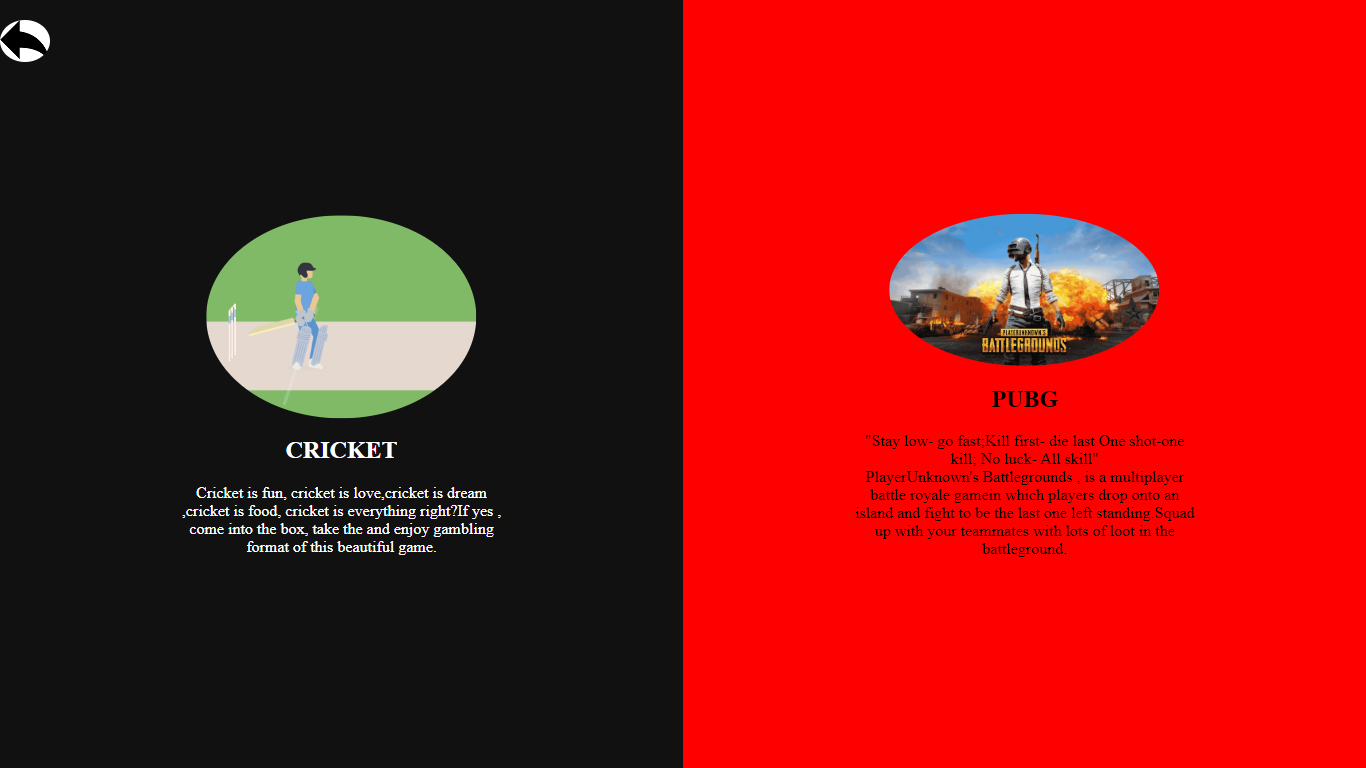 CRICKET
Cricket is fun, cricket is love,cricket is dream
,cricket is food, cricket is everything right?If yes ,
come into the box, take the and enjoy gambling
format of this beautiful game.
PLAYERUNKNOWN'S
BATTLEGROUNDS
PUBG
"Stay low- go fast;Kill first- die last One shot-one
kill; No luck- All skill"
PlayerUnknown's Battlegrounds , is a multiplayer
battle royale gamein which players drop onto an
island and fight to be the last one left standing.Squad
up with your teammates with lots of loot in the
battleground.